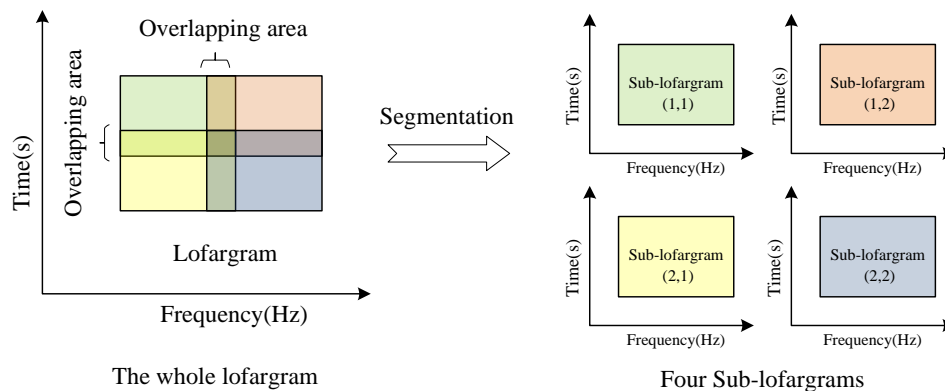 Overlapping area
Time(s)
Overlapping area
Lofargram
Frequency(Hz)
The whole lofargram
Segmentation
Time(s)
Sub-lofargram
(1,1)
Frequency(Hz)
Time(s)
Sub-lofargram
(1,2)
Frequency(Hz)
Time(s)
Sub-lofargram
(2,1)
Frequency(Hz)
Time(s)
Sub-lofargram
(2,2)
Frequency(Hz)
Four Sub-lofargrams